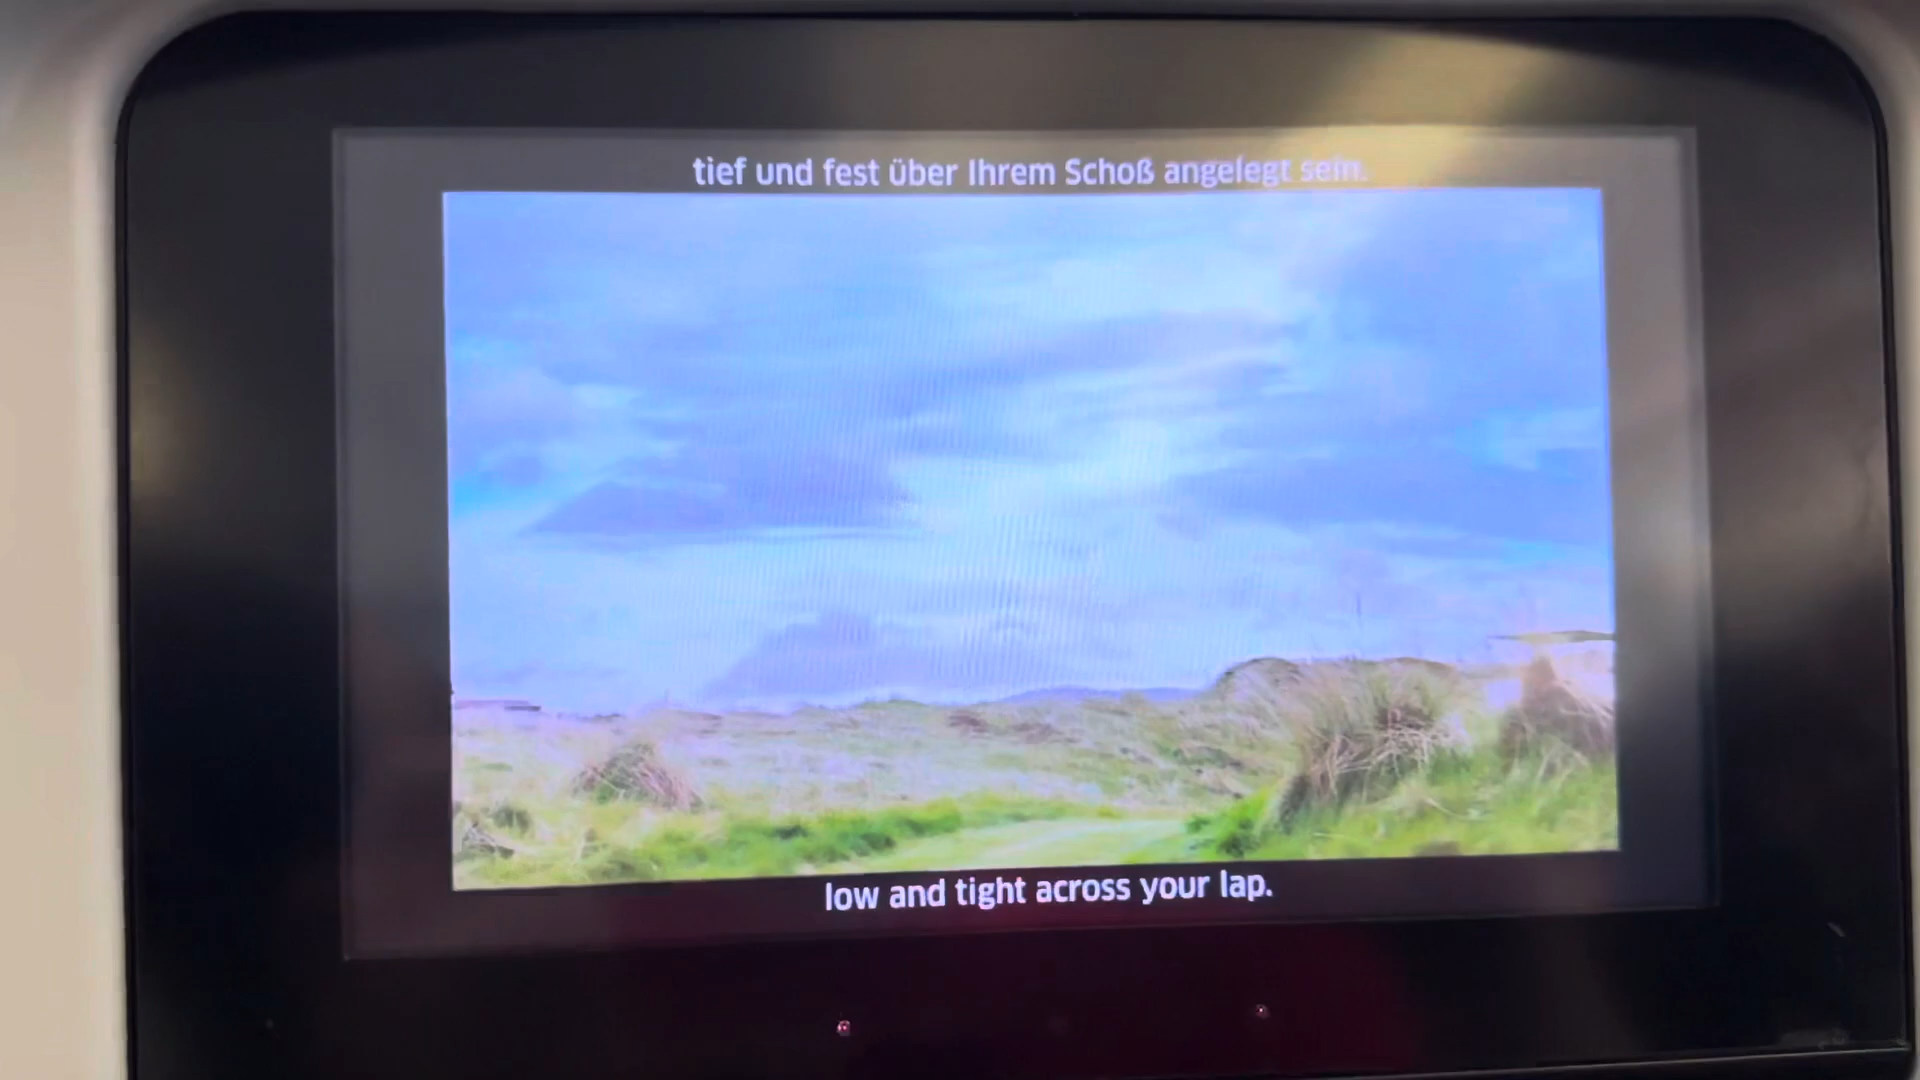 tief und fest über Ihrem Schoß angelegt sein.
low and tight across your lap.